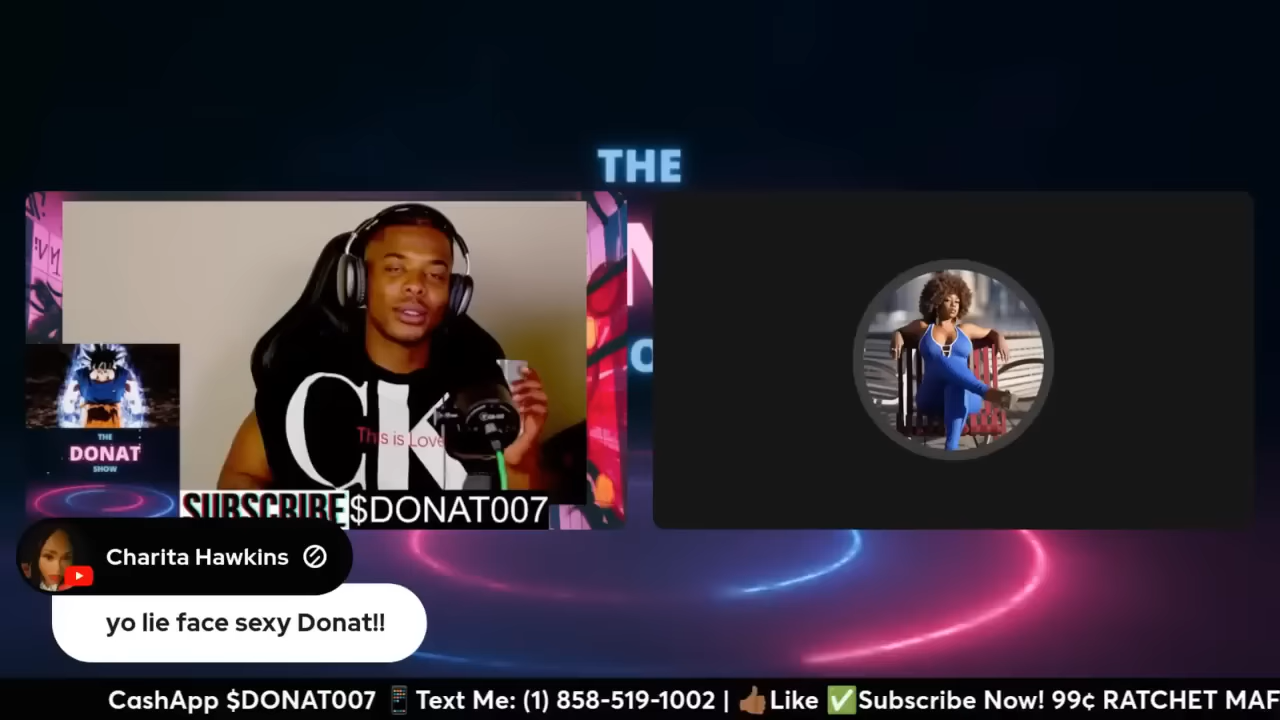 THE
CK
This is Love
THE
DONAT
SHOW
SUBSCRIBE $DONAT007
Charita Hawkins
yo lie face sexy Donat!!
CashApp $DONAT007 📱 Text Me: (1) 858-519-1002 | 👍🏾Like ✅Subscribe Now! 99¢ RATCHET